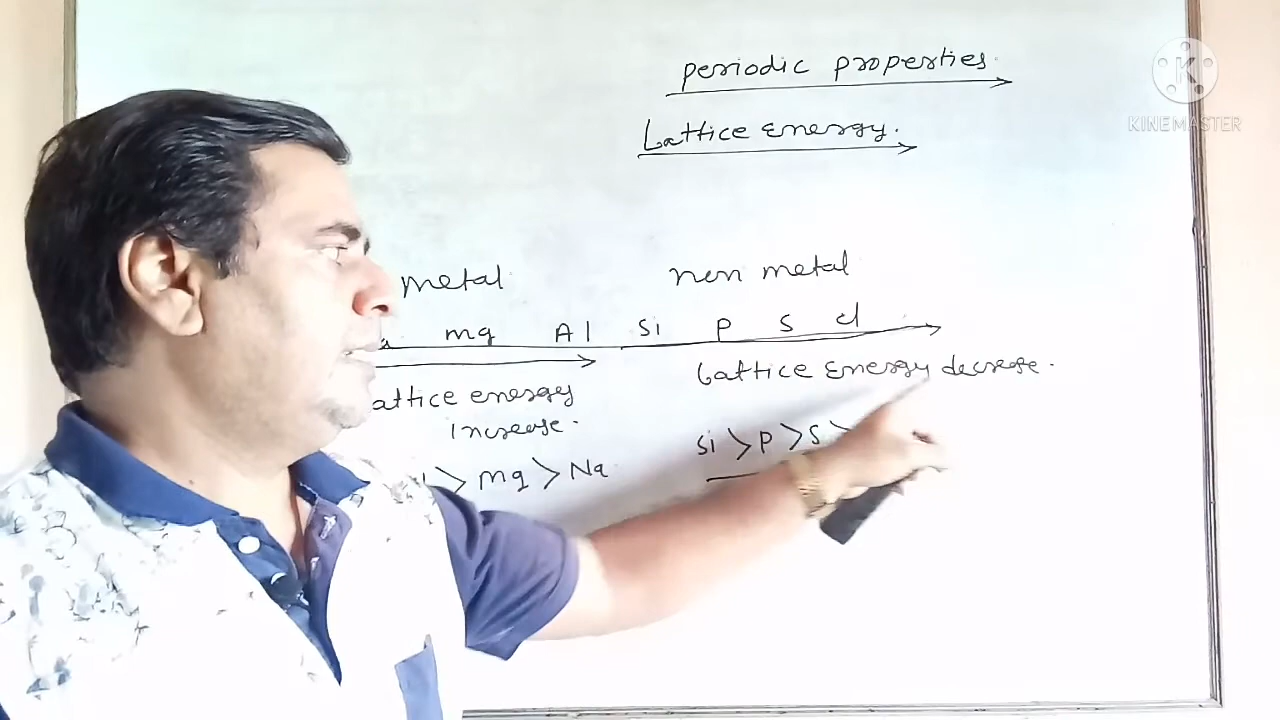 periodic properties.
Lattice energy.
KINEMASTER
metal non metal
a mg Al Si P S Cl
attice energy
increase.
Lattice Energy decrese.
Si > P > S >
l > mg > Na